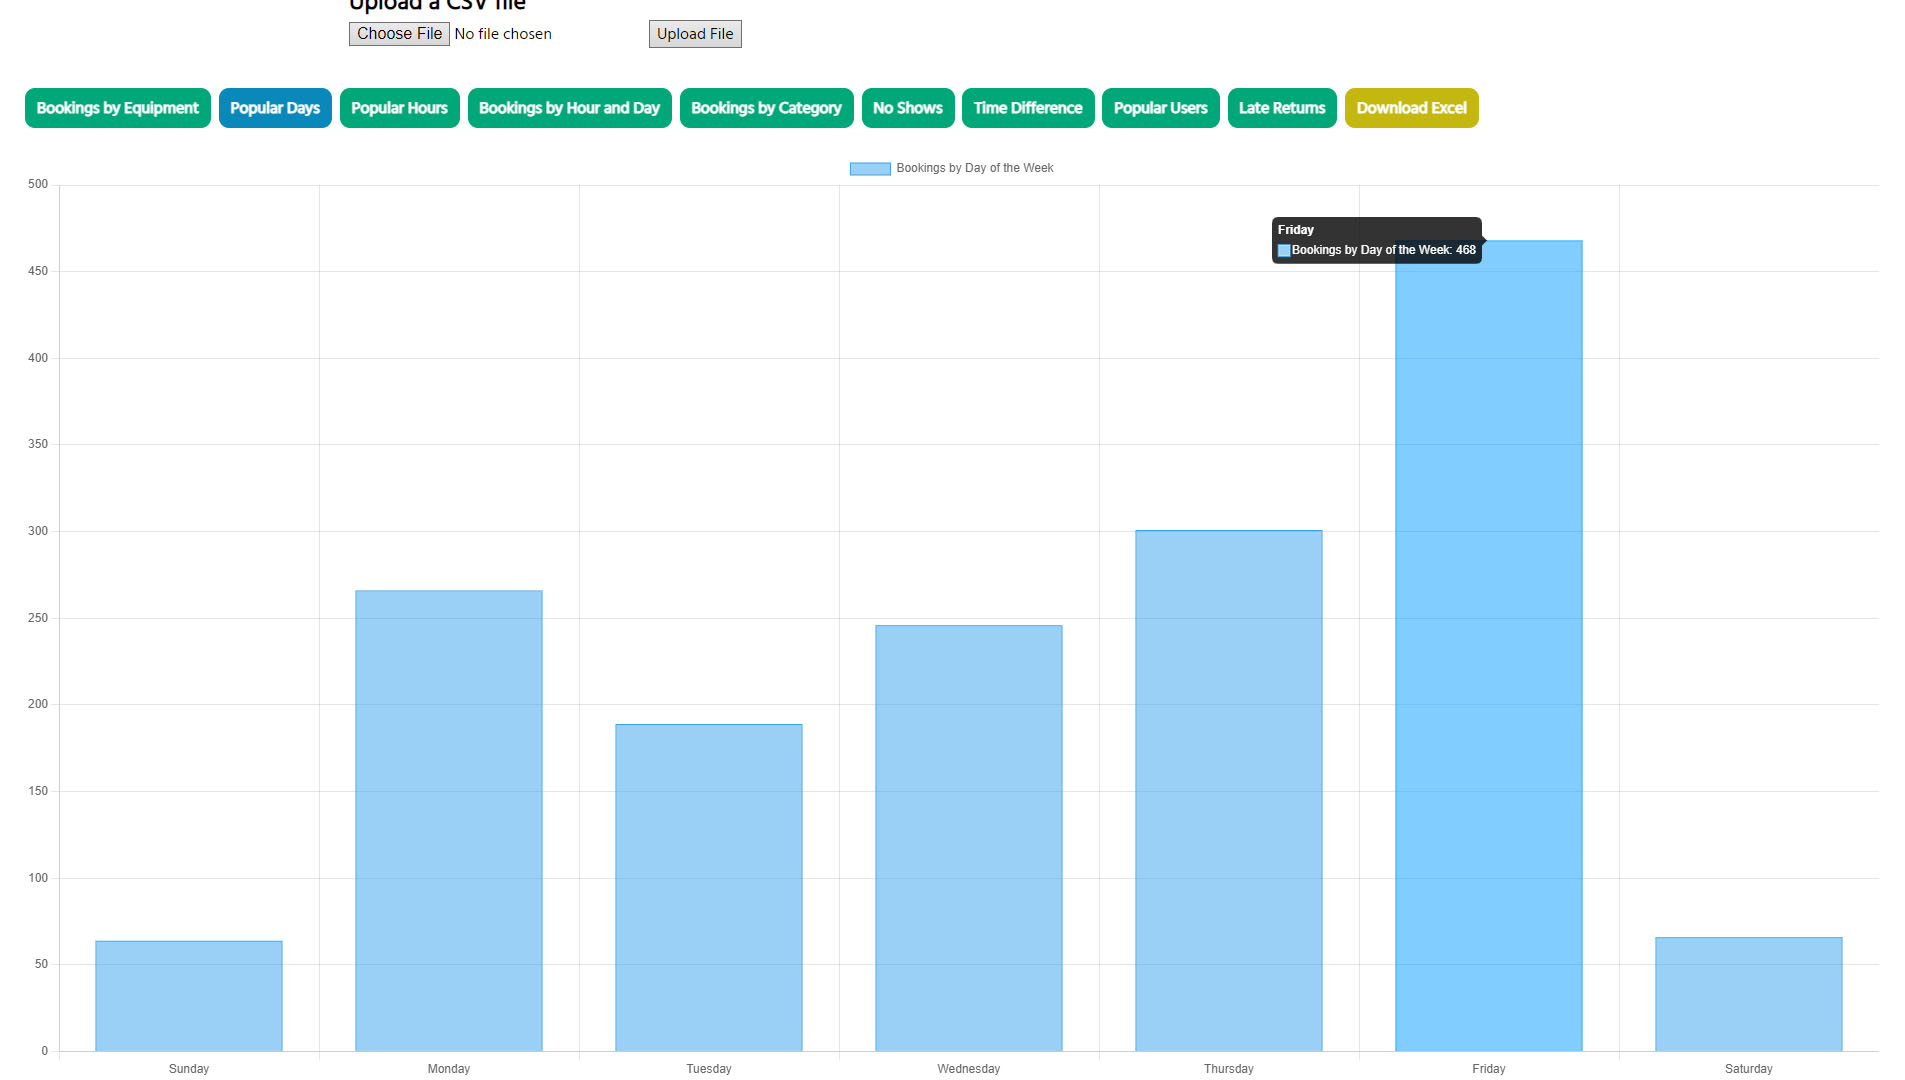 Upload a CSV file
Choose File No file chosen Upload File
Bookings by Equipment Popular Days Popular Hours Bookings by Hour and Day Bookings by Category No Shows Time Difference Popular Users Late Returns Download Excel
Bookings by Day of the Week
500
Friday
Bookings by Day of the Week: 468
450
400
350
300
250
200
150
100
50
0
Sunday Monday Tuesday Wednesday Thursday Friday Saturday